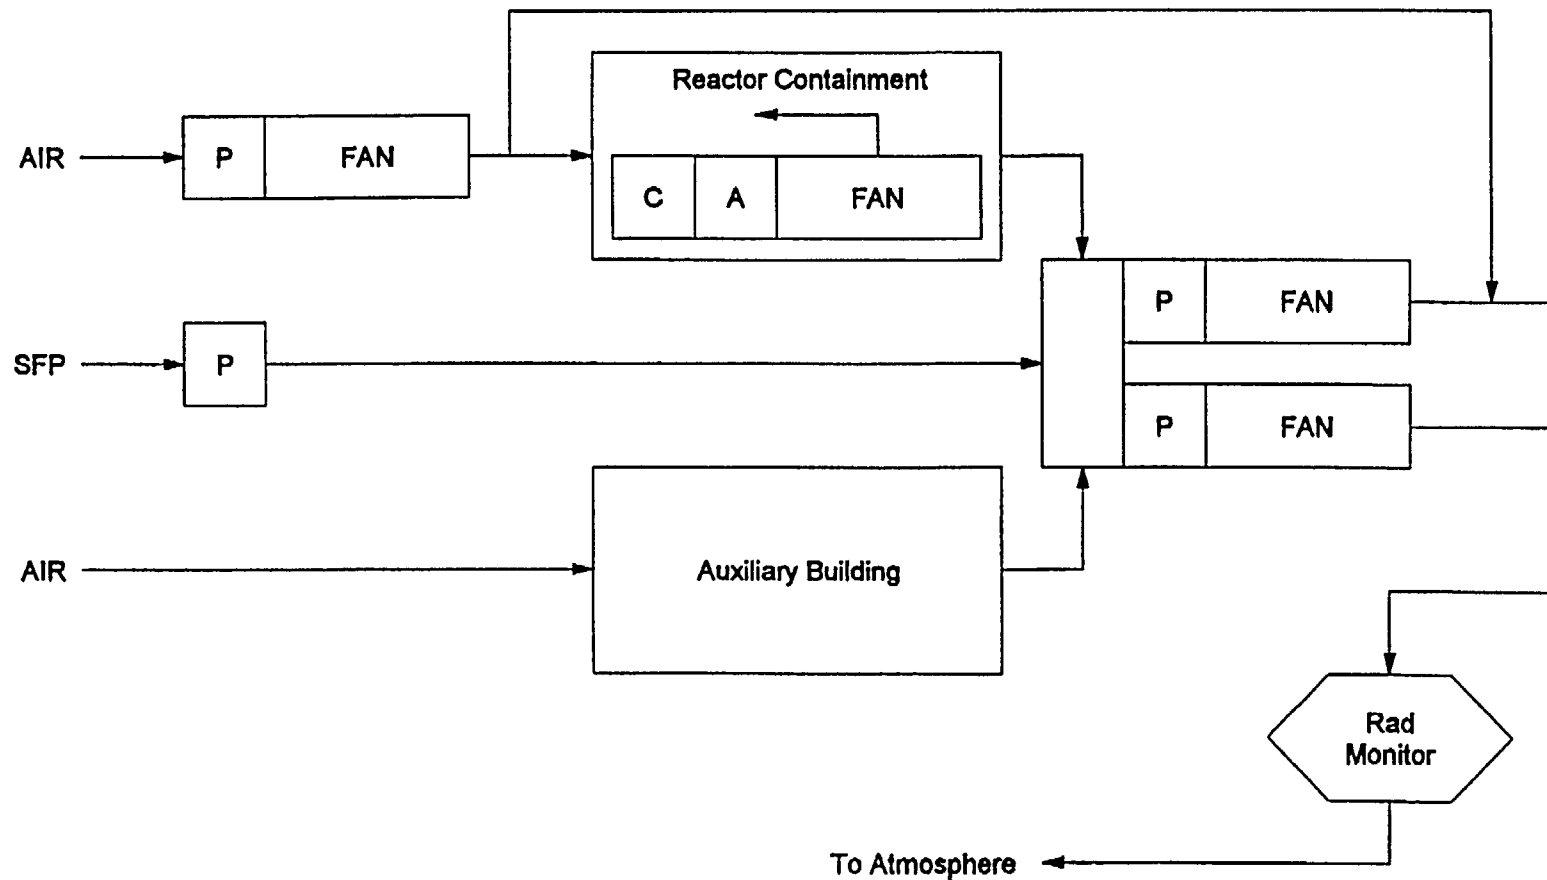 Reactor Containment
AIR
P
FAN
C
A
FAN
P
FAN
SFP
P
P
FAN
AIR
Auxiliary Building
Rad
Monitor
To Atmosphere